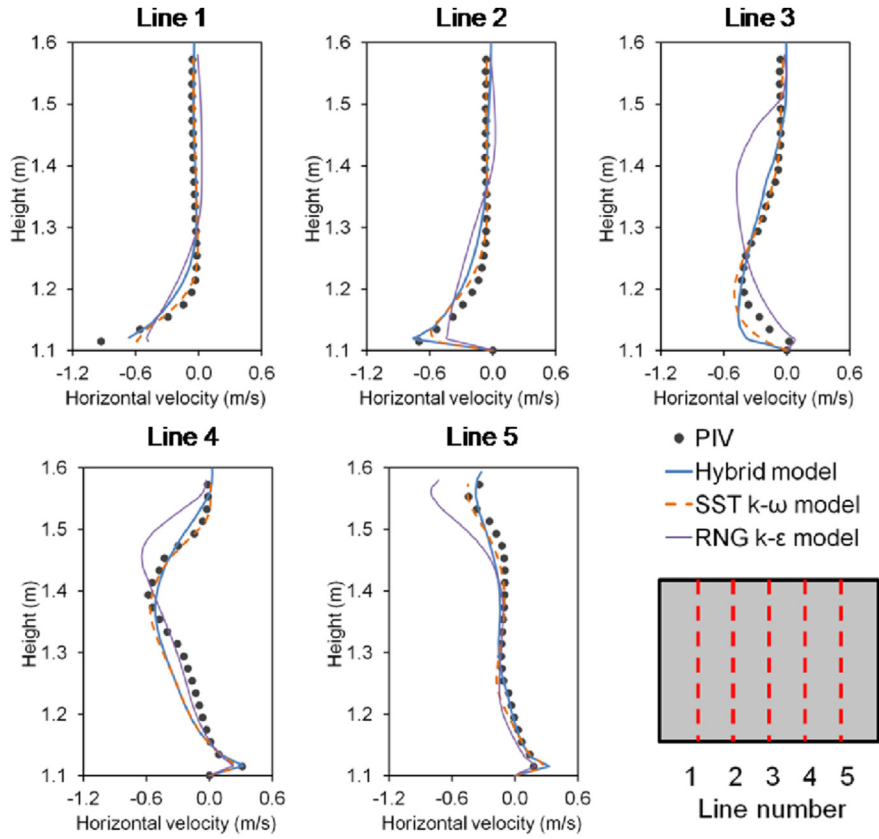 Line 1
Line 2
Line 3
1.6
1.5
1.4
1.3
1.2
1.1
Height (m)
-1.2 -0.6 0.0 0.6
Horizontal velocity (m/s)
1.6
1.5
1.4
1.3
1.2
1.1
Height (m)
-1.2 -0.6 0.0 0.6
Horizontal velocity (m/s)
1.6
1.5
1.4
1.3
1.2
1.1
Height (m)
-1.2 -0.6 0.0 0.6
Horizontal velocity (m/s)
Line 4
Line 5
1.6
1.5
1.4
1.3
1.2
1.1
Height (m)
-1.2 -0.6 0.0 0.6
Horizontal velocity (m/s)
1.6
1.5
1.4
1.3
1.2
1.1
Height (m)
-1.2 -0.6 0.0 0.6
Horizontal velocity (m/s)
PIV
Hybrid model
SST k-ω model
RNG k-ε model
1 2 3 4 5
Line number